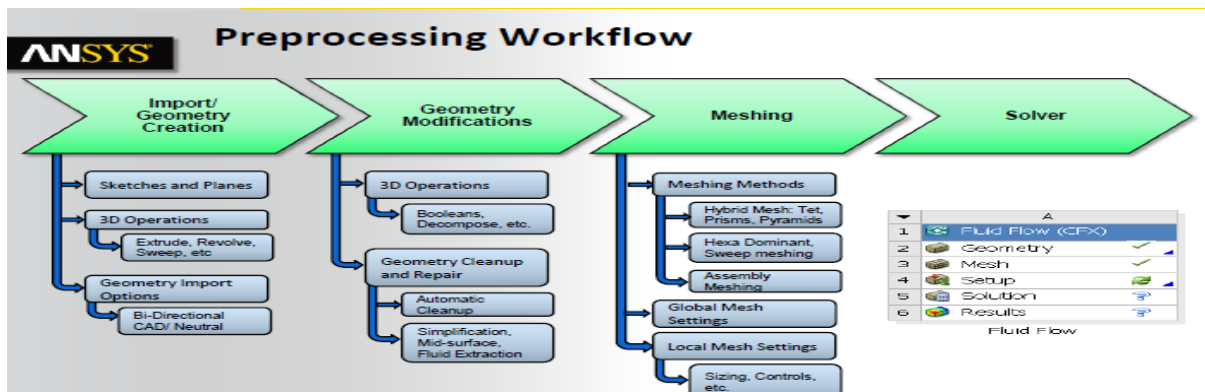 Preprocessing Workflow
ANSYS
Import/
Geometry
Creation
Geometry
Modifications
Meshing
Solver
Sketches and Planes
3D Operations
Extrude, Revolve,
Sweep, etc
Geometry Import
Options
Bi-Directional
CAD/ Neutral
3D Operations
Booleans,
Decompose, etc.
Geometry Cleanup
and Repair
Automatic
Cleanup
Simplification,
Mid-surface,
Fluid Extraction
Meshing Methods
Hybrid Mesh: Tet,
Prisms, Pyramids
Hexa Dominant,
Sweep meshing
Assembly
Meshing
Global Mesh
Settings
Local Mesh Settings
Sizing, Controls,
etc.
A
1 Fluid Flow (CFX)
2 Geometry
3 Mesh
4 Setup
5 Solution
6 Results
Fluid Flow